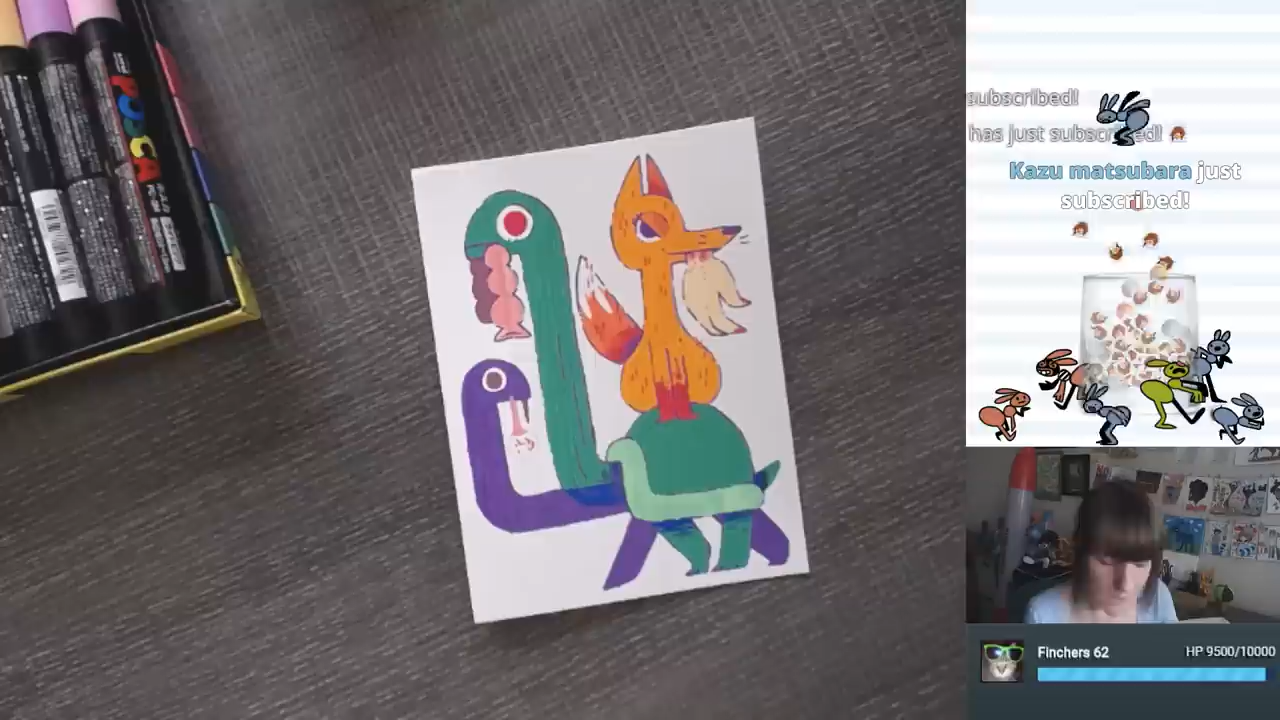 POSCA
subscribed!
has just subscribed!
Kazu matsubara just
subscribed!
Finchers 62
HP 9500/10000